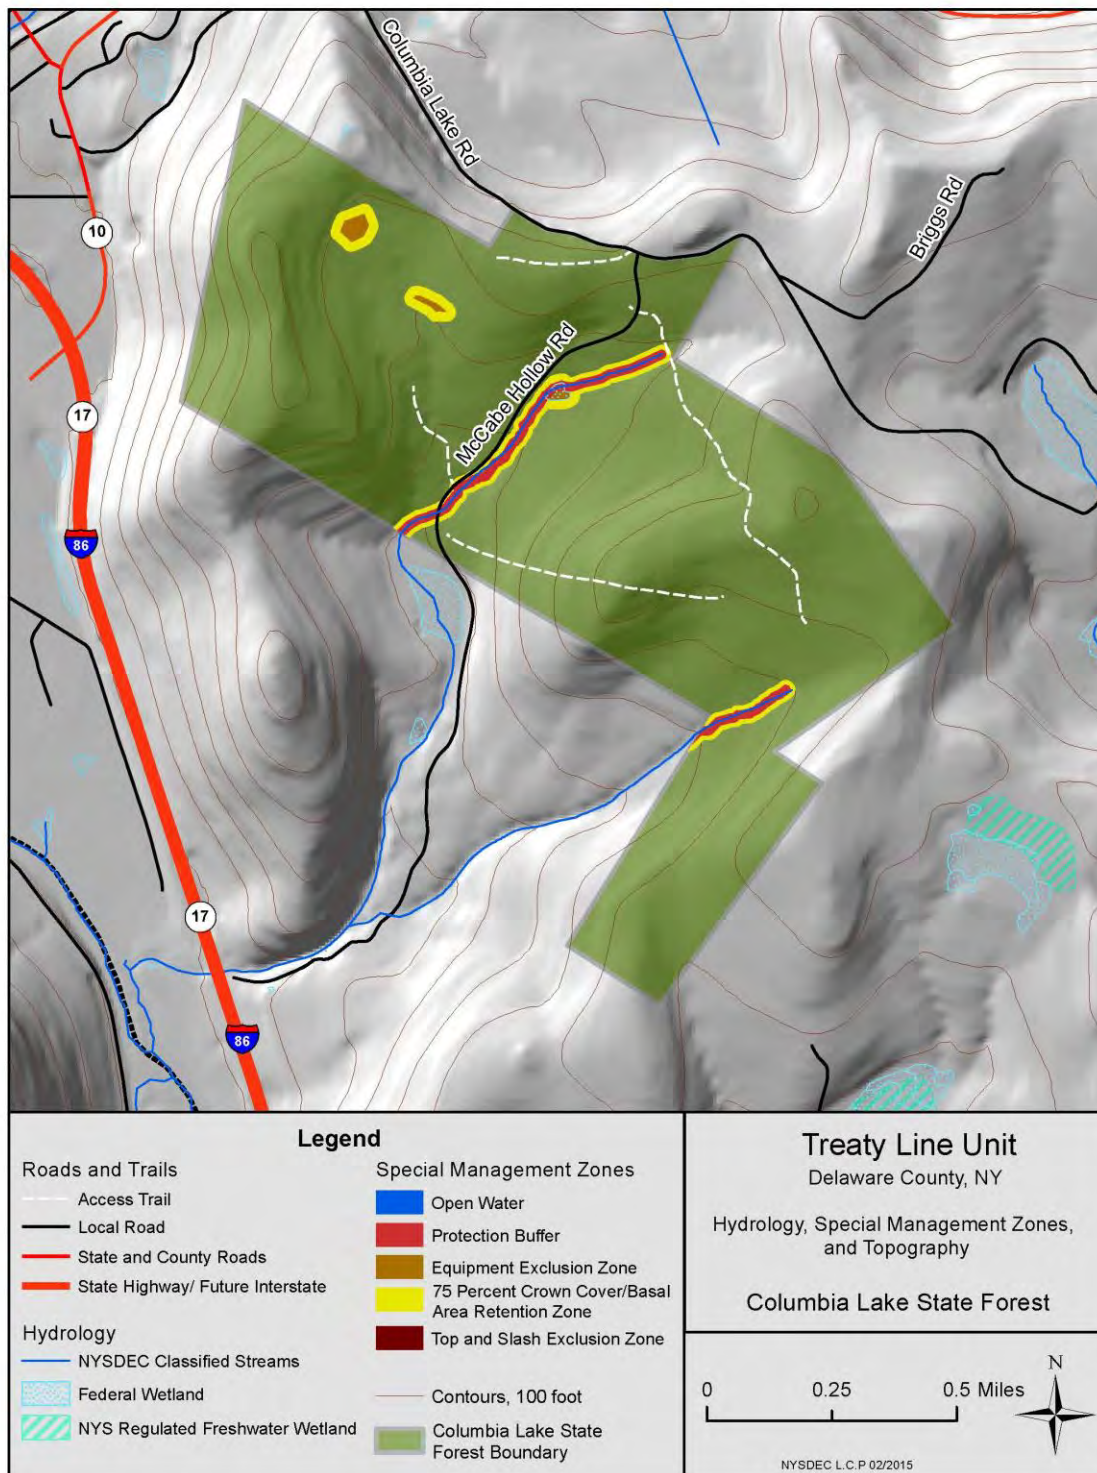 Columbia Lake Rd
Briggs Rd
10
McCabe Hollow Rd
17
86
17
86
Legend
Roads and Trails
Access Trail
Local Road
State and County Roads
State Highway/ Future Interstate
Hydrology
NYSDEC Classified Streams
Federal Wetland
NYS Regulated Freshwater Wetland
Special Management Zones
Open Water
Protection Buffer
Equipment Exclusion Zone
75 Percent Crown Cover/Basal
Area Retention Zone
Top and Slash Exclusion Zone
Contours, 100 foot
Columbia Lake State
Forest Boundary
Treaty Line Unit
Delaware County, NY
Hydrology, Special Management Zones,
and Topography
Columbia Lake State Forest
0 0.25 0.5 Miles
N
NYSDEC L.C.P 02/2015